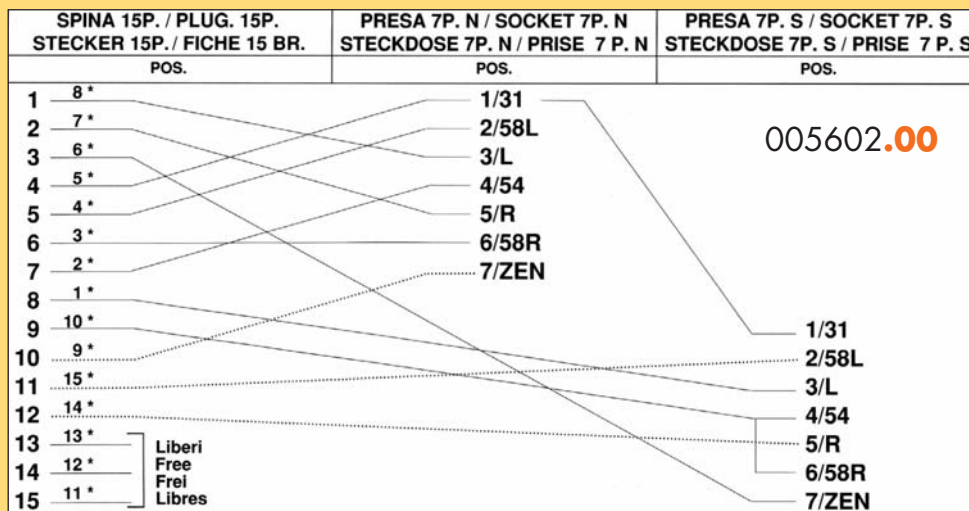 SPINA 15P. / PLUG. 15P.
STECKER 15P. / FICHE 15 BR.
PRESA 7P. N / SOCKET 7P. N
STECKDOSE 7P. N / PRISE 7 P. N
PRESA 7P. S / SOCKET 7P. S
STECKDOSE 7P. S / PRISE 7 P. S
POS.
POS.
POS.
1 8 * 1/31
2 7 * 2/58L
3 6 * 3/L
4 5 * 4/54
5 4 * 5/R
6 3 * 6/58R
7 2 * 7/ZEN
005602.00
8 1 *
9 10 * 1/31
10 9 * 2/58L
11 15 * 3/L
12 14 * 4/54
13 13 * 5/R
14 12 * 6/58R
15 11 * 7/ZEN
Liberi
Free
Frei
Libres